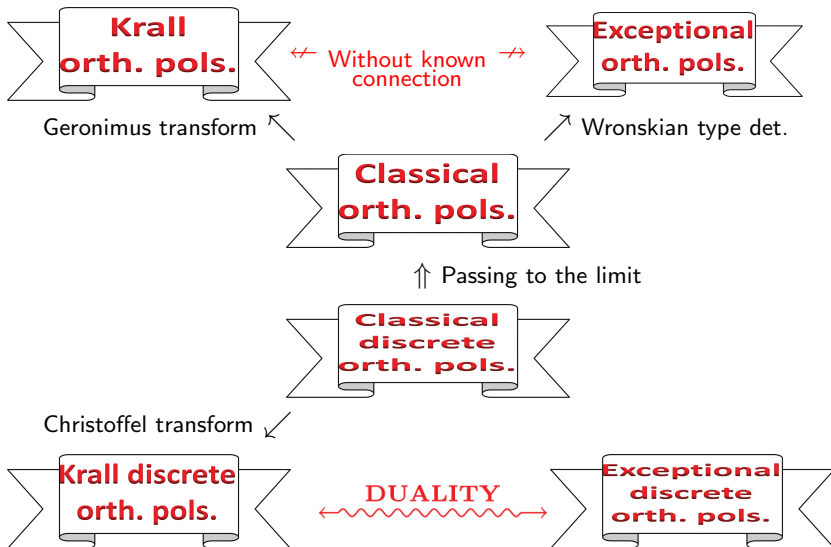 Krall
orth. pols.
Without known
connection
Exceptional
orth. pols.
Geronimus transform
Wronskian type det.
Classical
orth. pols.
Passing to the limit
Classical
discrete
orth. pols.
Christoffel transform
Krall discrete
orth. pols.
DUALITY
Exceptional
discrete
orth. pols.